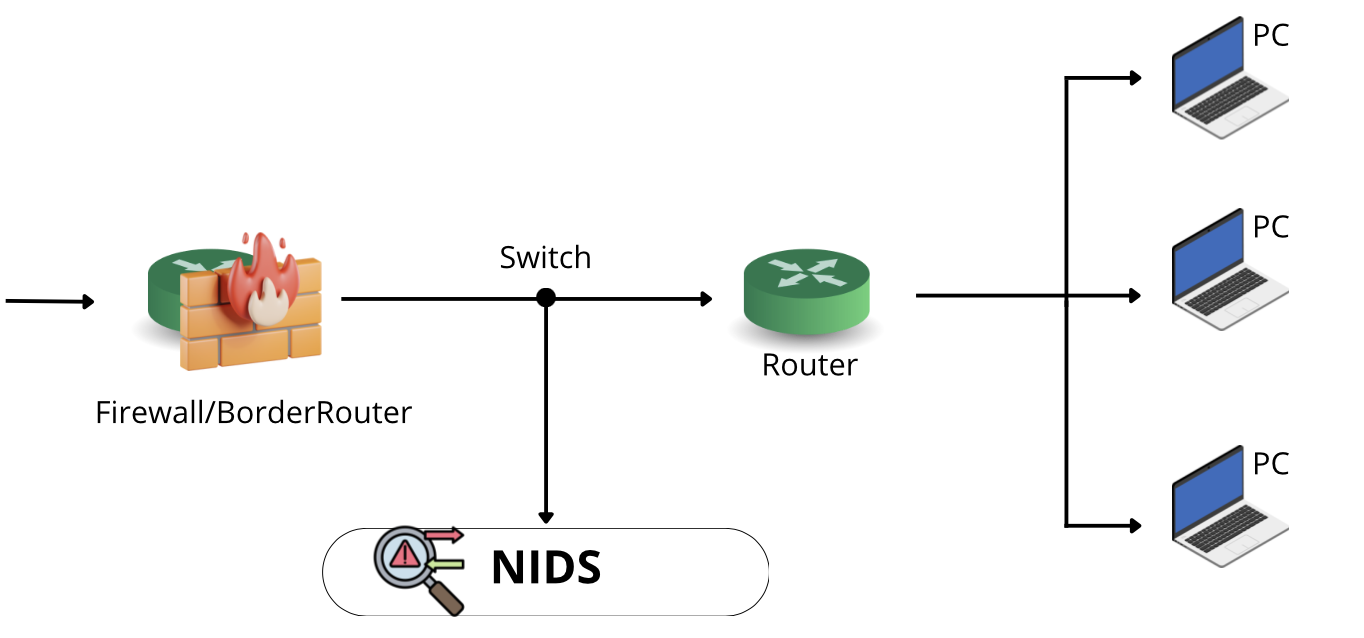 PC
PC
Switch
Router
Firewall/BorderRouter
PC
NIDS